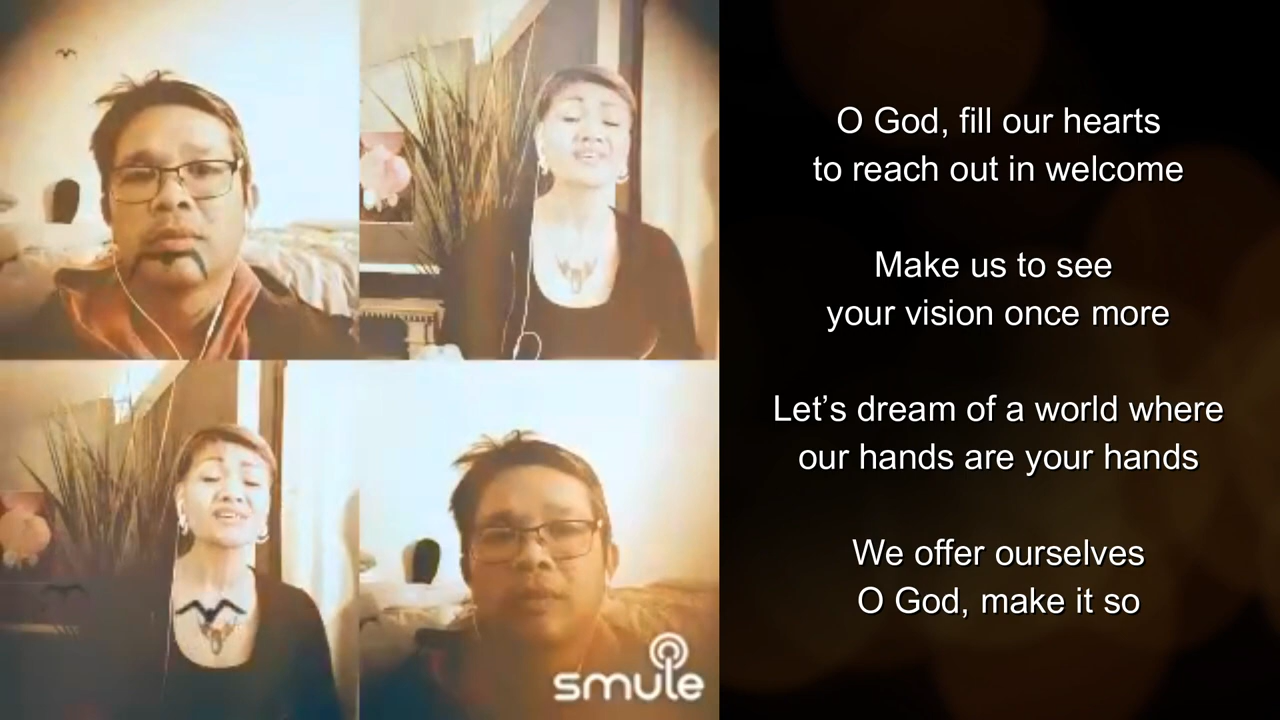 O God, fill our hearts
to reach out in welcome
Make us to see
your vision once more
Let’s dream of a world where
our hands are your hands
We offer ourselves
O God, make it so
smule